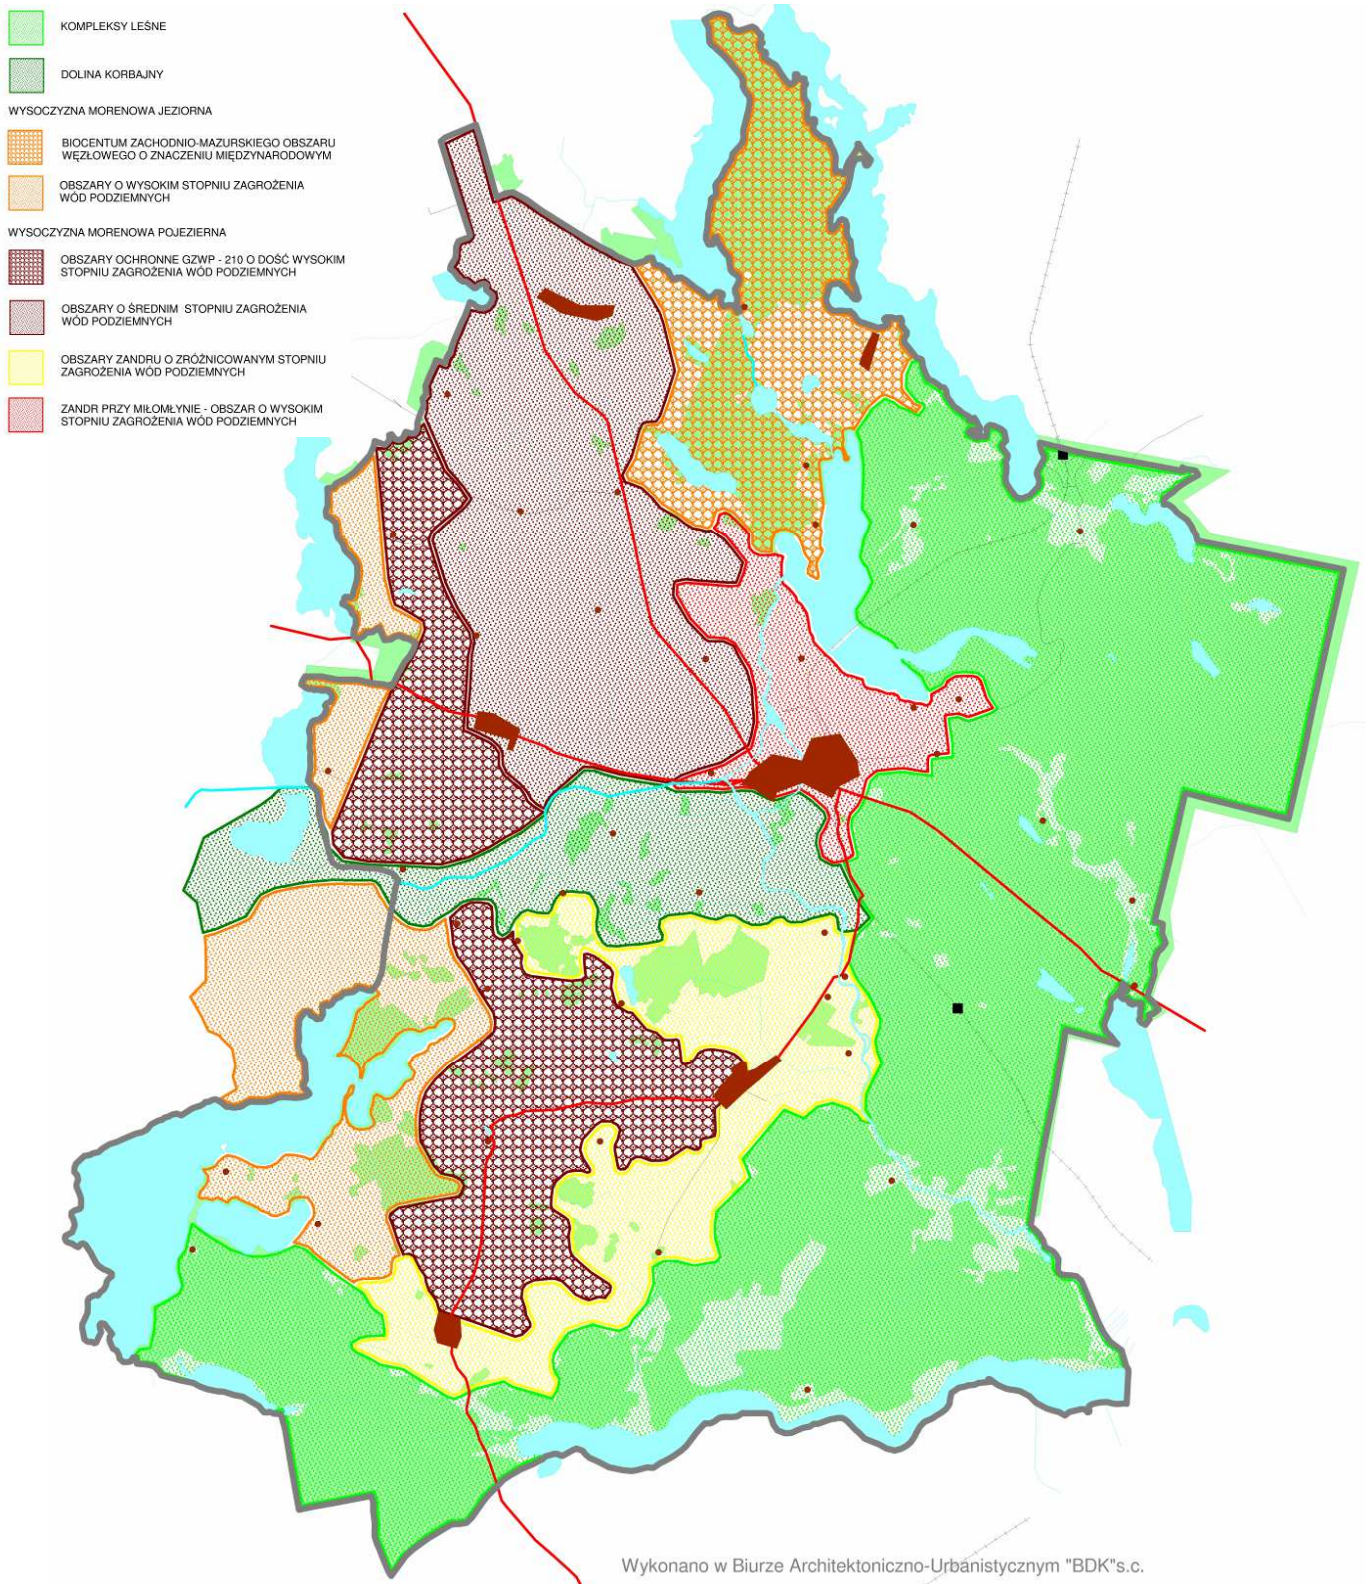 KOMPLEKSY LEŚNE
DOLINA KORBAJNY
WYSOCZYZNA MORENOWA JEZIORNA
BIOCENTUM ZACHODNIO-MAZURSKIEGO OBSZARU
WĘZŁOWEGO O ZNACZENIU MIĘDZYNARODOWYM
OBSZARY O WYSOKIM STOPNIU ZAGROŻENIA
WÓD PODZIEMNYCH
WYSOCZYZNA MORENOWA POJEZIERNA
OBSZARY OCHRONNE GZWP - 210 O DOŚĆ WYSOKIM
STOPNIU ZAGROŻENIA WÓD PODZIEMNYCH
OBSZARY O ŚREDNIM STOPNIU ZAGROŻENIA
WÓD PODZIEMNYCH
OBSZARY ZANDRU O ZRÓŻNICOWANYM STOPNIU
ZAGROŻENIA WÓD PODZIEMNYCH
ZANDR PRZY MIŁOMŁYNIE - OBSZAR O WYSOKIM
STOPNIU ZAGROŻENIA WÓD PODZIEMNYCH
Wykonano w Biurze Architektoniczno-Urbanistycznym "BDK"s.c.